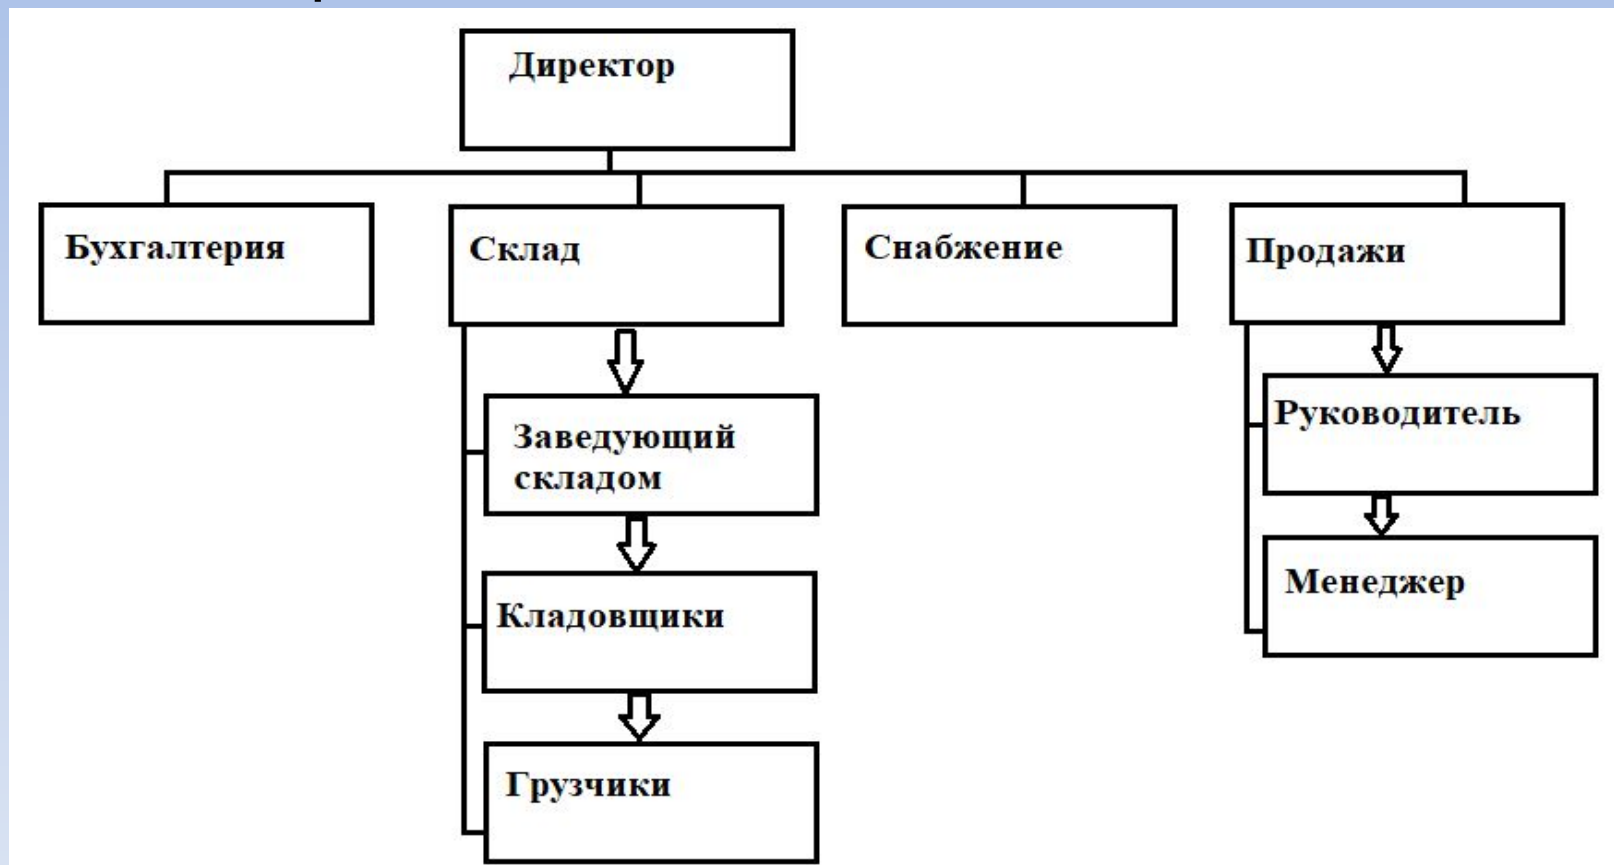 Директор
Бухгалтерия
Склад
Снабжение
Продажи
Заведующий
складом
Кладовщики
Грузчики
Руководитель
Менеджер